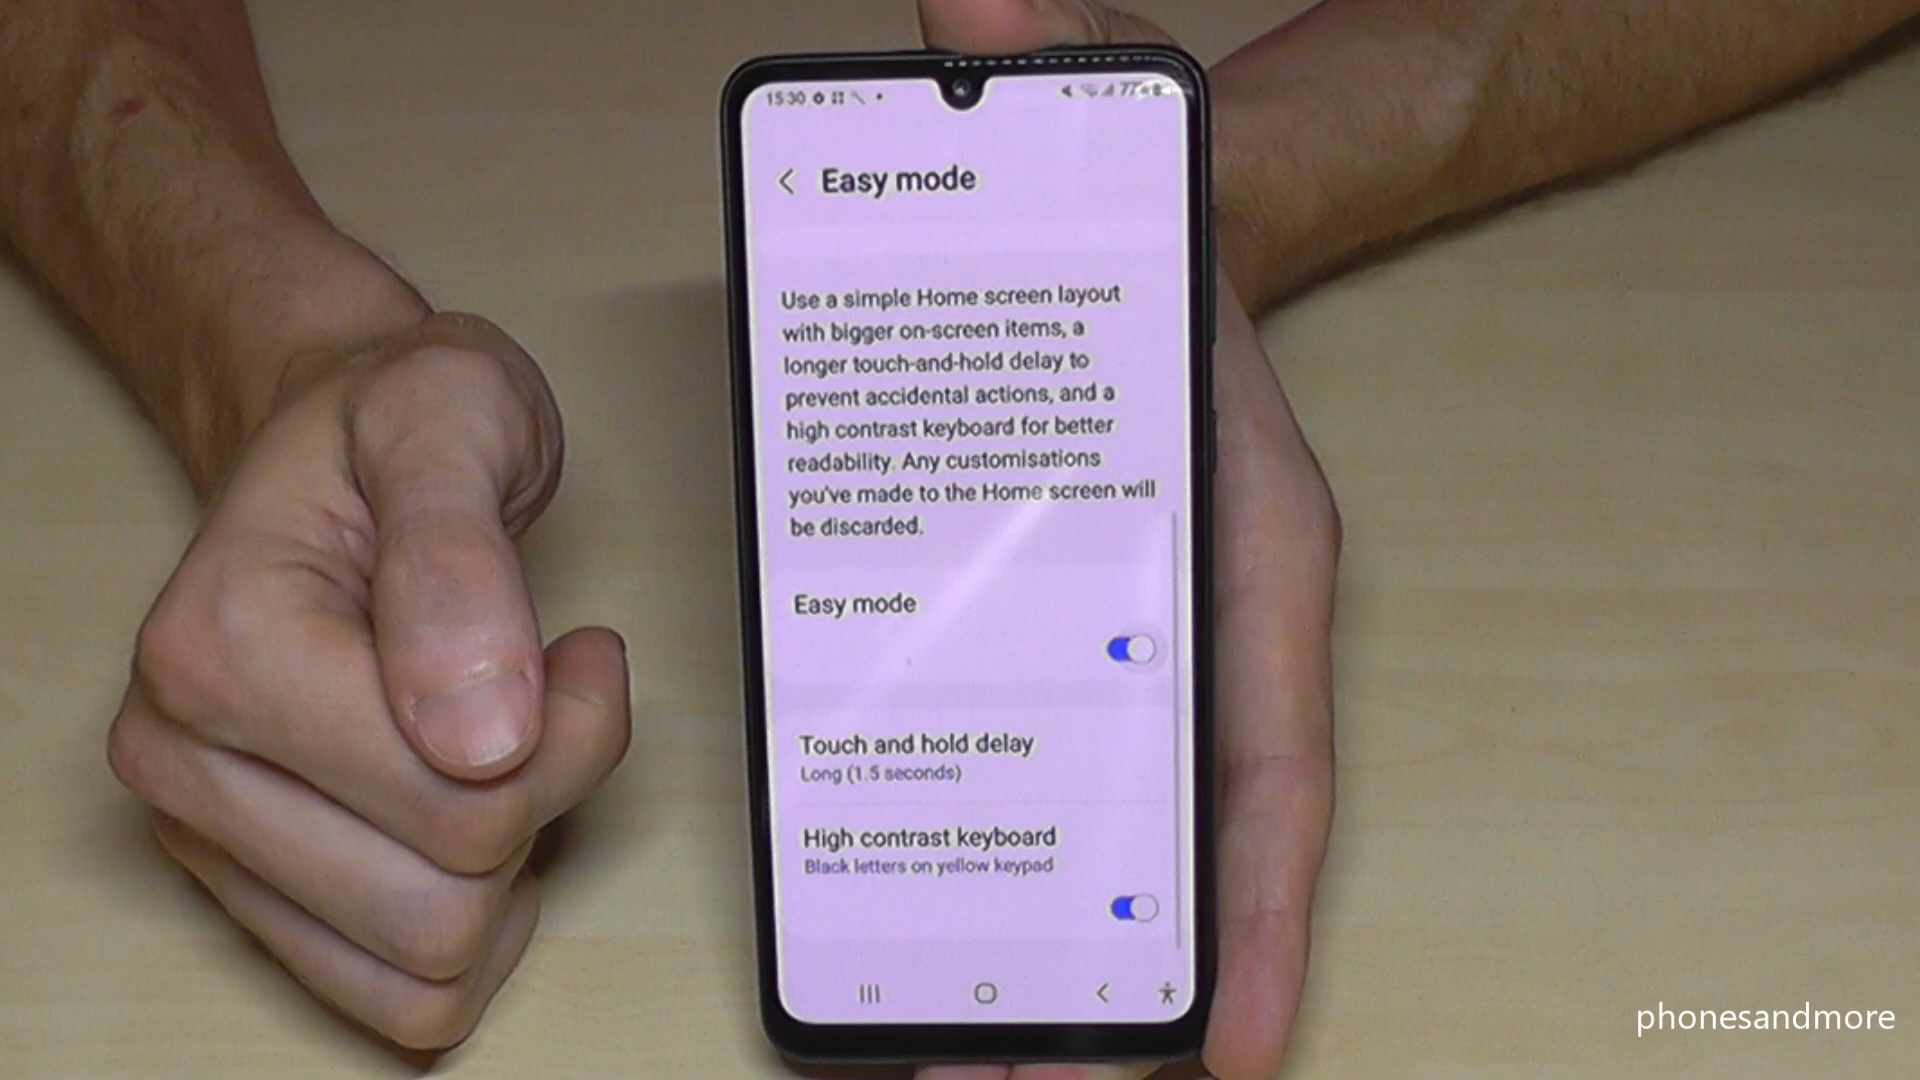 15:30
77
Easy mode
Use a simple Home screen layout
with bigger on-screen items, a
longer touch-and-hold delay to
prevent accidental actions, and a
high contrast keyboard for better
readability. Any customisations
you've made to the Home screen will
be discarded.
Easy mode
Touch and hold delay
Long (1.5 seconds)
High contrast keyboard
Black letters on yellow keypad
phonesandmore